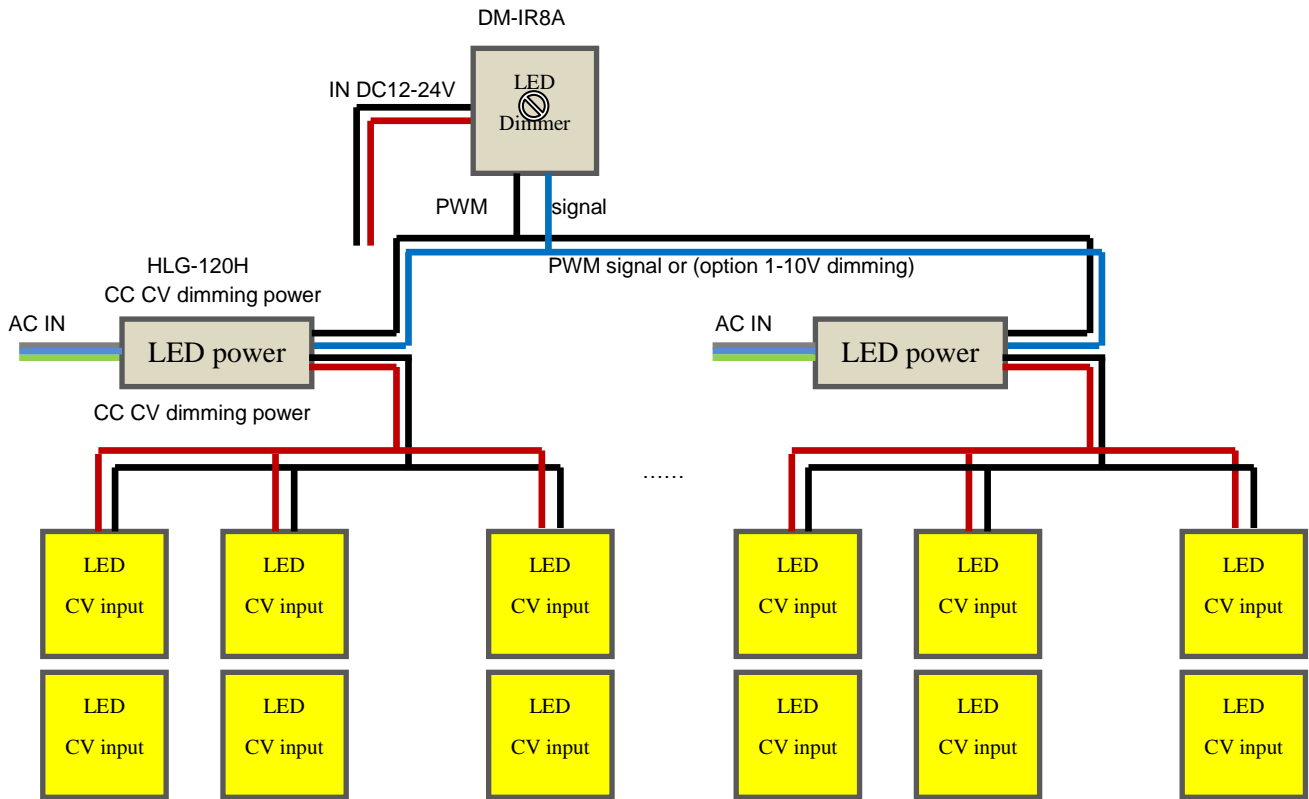 DM-IR8A
IN DC12-24V
LED
Dimmer
PWM signal
PWM signal or (option 1-10V dimming)
HLG-120H
CC CV dimming power
AC IN
LED power
CC CV dimming power
AC IN
LED power
……
LED
CV input
LED
CV input
LED
CV input
LED
CV input
LED
CV input
LED
CV input
LED
CV input
LED
CV input
LED
CV input
LED
CV input
LED
CV input
LED
CV input